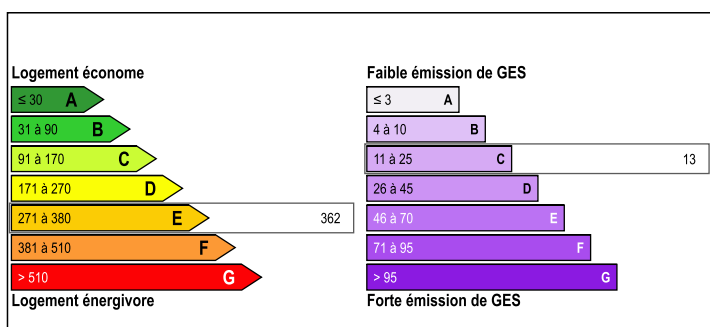 Logement économe
≤ 30 A
31 à 90 B
91 à 170 C
171 à 270 D
271 à 380 E 362
381 à 510 F
> 510 G
Logement énergivore
Faible émission de GES
≤ 3 A
4 à 10 B
11 à 25 C 13
26 à 45 D
46 à 70 E
71 à 95 F
> 95 G
Forte émission de GES